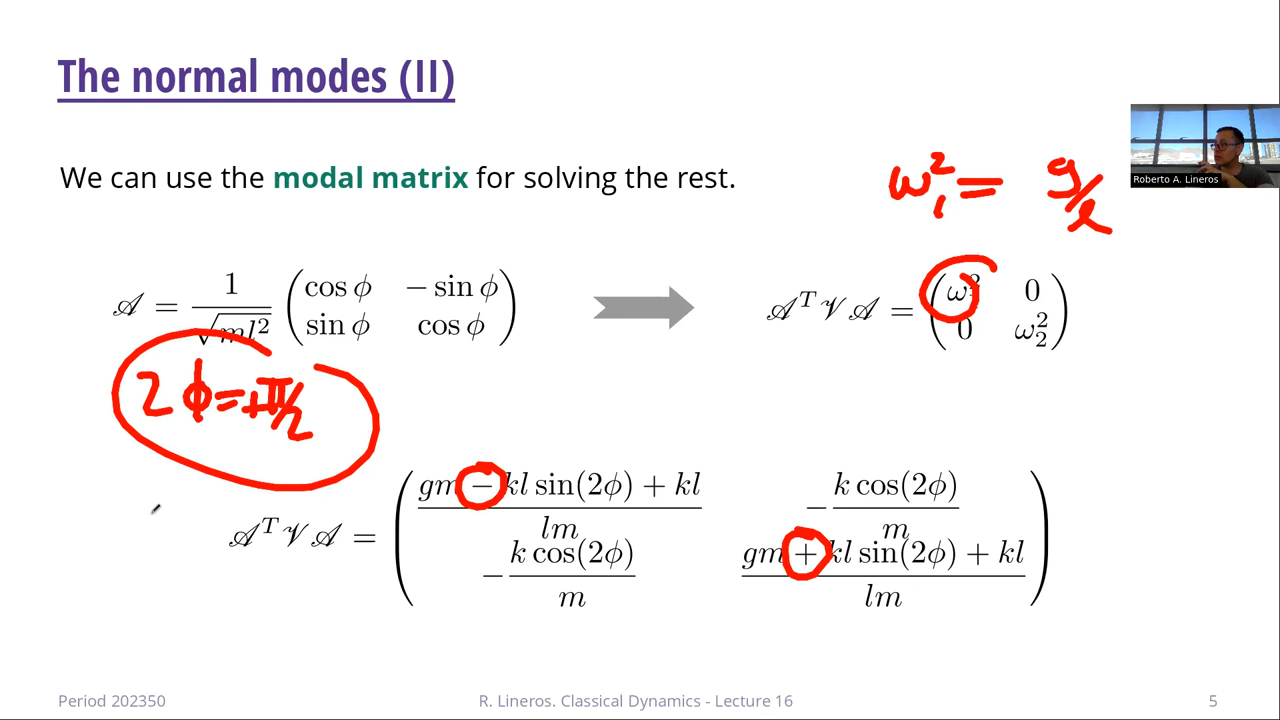 The normal modes (II)
We can use the modal matrix for solving the rest.
ω₁² = g/l
Roberto A. Lineros
𝒜 = 1/√(ml²) (cos ϕ −sin ϕ
sin ϕ cos ϕ)
𝒜ᵀ𝒱𝒜 = (ω² 0
0 ω₂²)
2ϕ = +π/2
𝒜ᵀ𝒱𝒜 = ((gm − kl sin(2ϕ) + kl)/(lm) −(k cos(2ϕ))/m
−(k cos(2ϕ))/m (gm + kl sin(2ϕ) + kl)/(lm))
Period 202350
R. Lineros. Classical Dynamics - Lecture 16
5